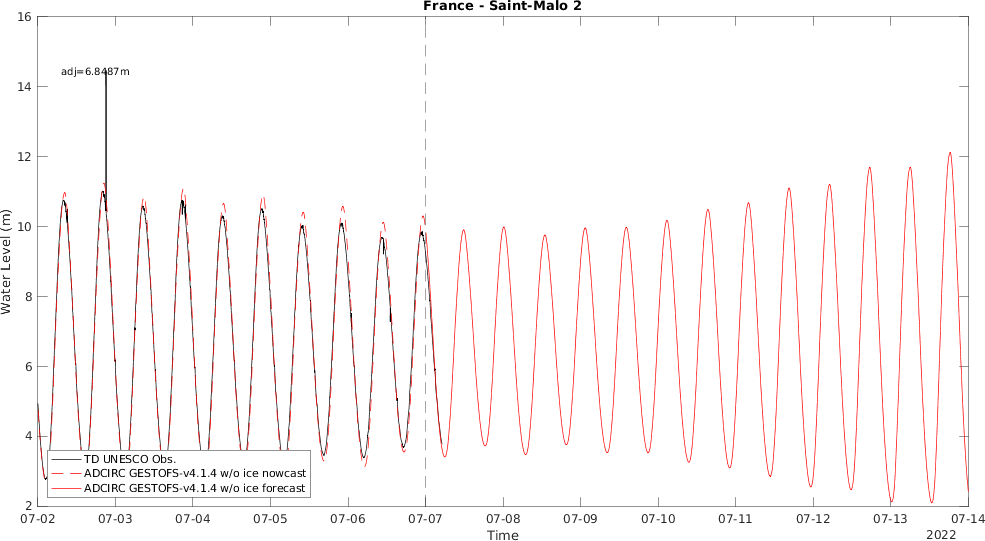 France - Saint-Malo 2
16
14
12
10
8
6
4
2
Water Level (m)
adj=6.8487m
TD UNESCO Obs.
ADCIRC GESTOFS-v4.1.4 w/o ice nowcast
ADCIRC GESTOFS-v4.1.4 w/o ice forecast
07-02 07-03 07-04 07-05 07-06 07-07 07-08 07-09 07-10 07-11 07-12 07-13 07-14
Time
2022